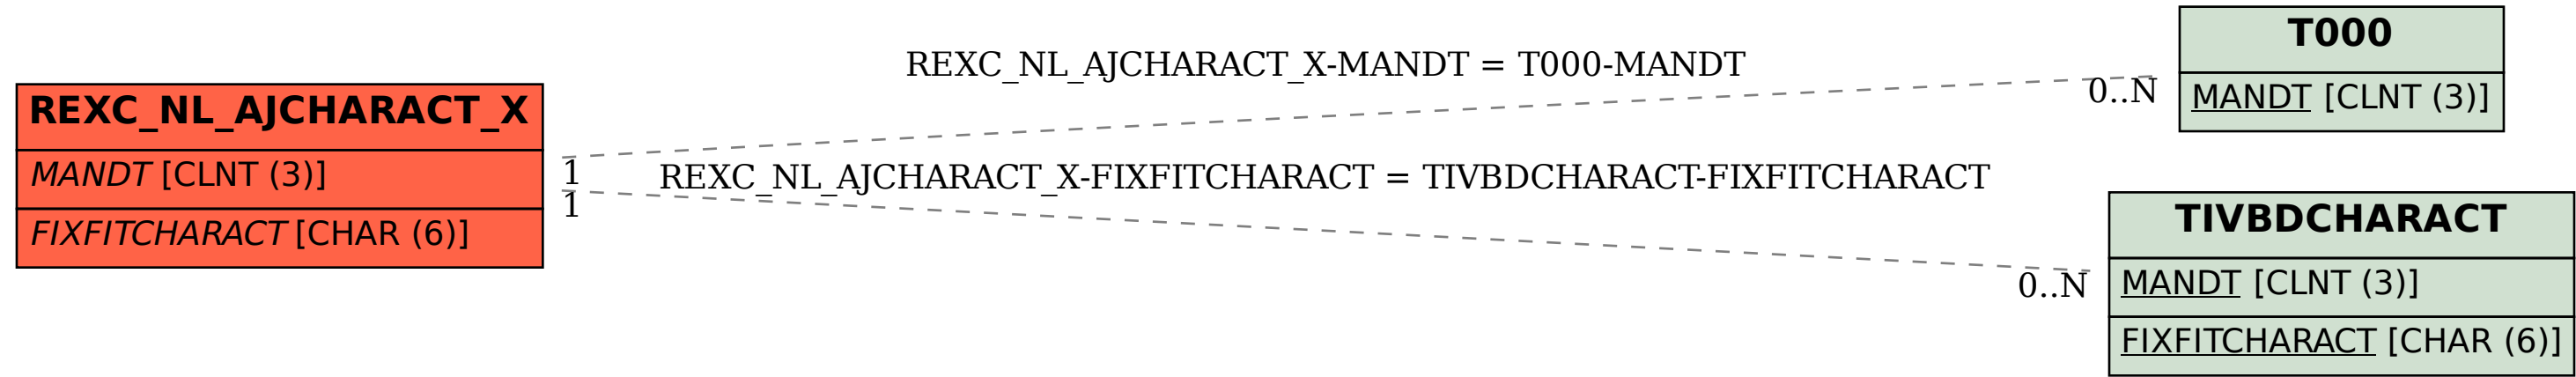 REXC_NL_AJCHARACT_X
MANDT [CLNT (3)]
FIXFITCHARACT [CHAR (6)]
REXC_NL_AJCHARACT_X-MANDT = T000-MANDT
1
0..N
REXC_NL_AJCHARACT_X-FIXFITCHARACT = TIVBDCHARACT-FIXFITCHARACT
1
0..N
T000
MANDT [CLNT (3)]
TIVBDCHARACT
MANDT [CLNT (3)]
FIXFITCHARACT [CHAR (6)]